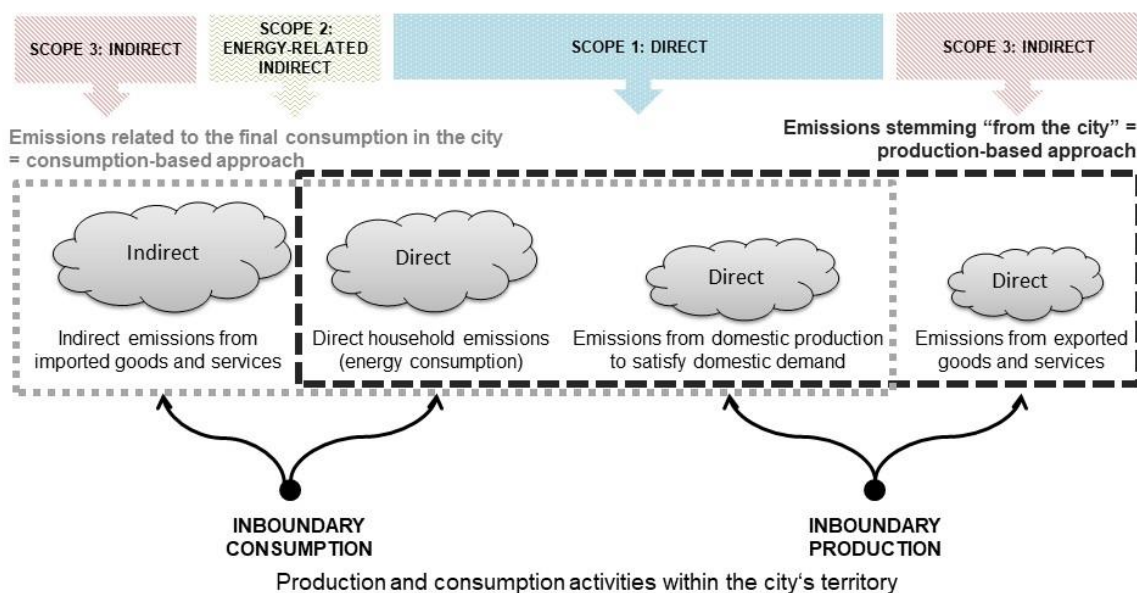 SCOPE 3: INDIRECT
SCOPE 2:
ENERGY-RELATED
INDIRECT
SCOPE 1: DIRECT
SCOPE 3: INDIRECT
Emissions related to the final consumption in the city
= consumption-based approach
Emissions stemming “from the city” =
production-based approach
Indirect
Direct
Direct
Direct
Indirect emissions from
imported goods and services
Direct household emissions
(energy consumption)
Emissions from domestic production
to satisfy domestic demand
Emissions from exported
goods and services
INBOUNDARY
CONSUMPTION
INBOUNDARY
PRODUCTION
Production and consumption activities within the city‘s territory